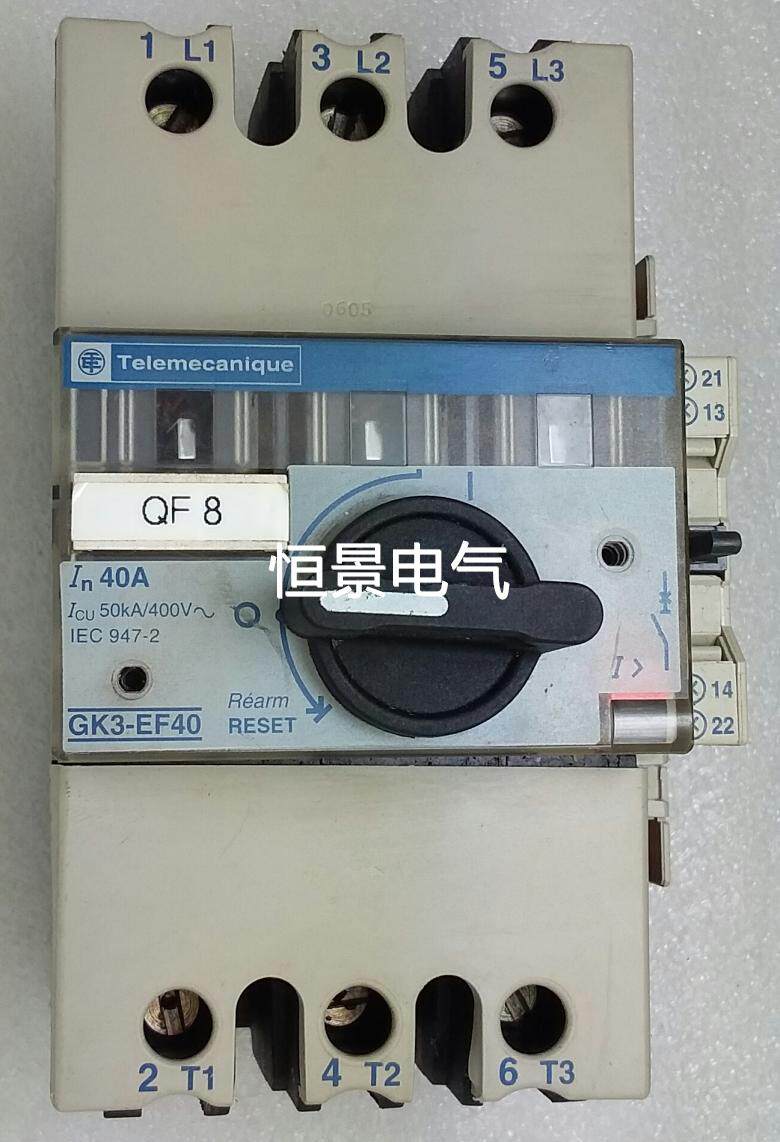 1 L1 3 L2 5 L3
0605
Telemecanique
21
13
QF 8
恒景电气
In 40A
ICU 50kA/400V~
IEC 947-2
O
I >
Réarm
RESET
GK3-EF40
14
22
2 T1 4 T2 6 T3